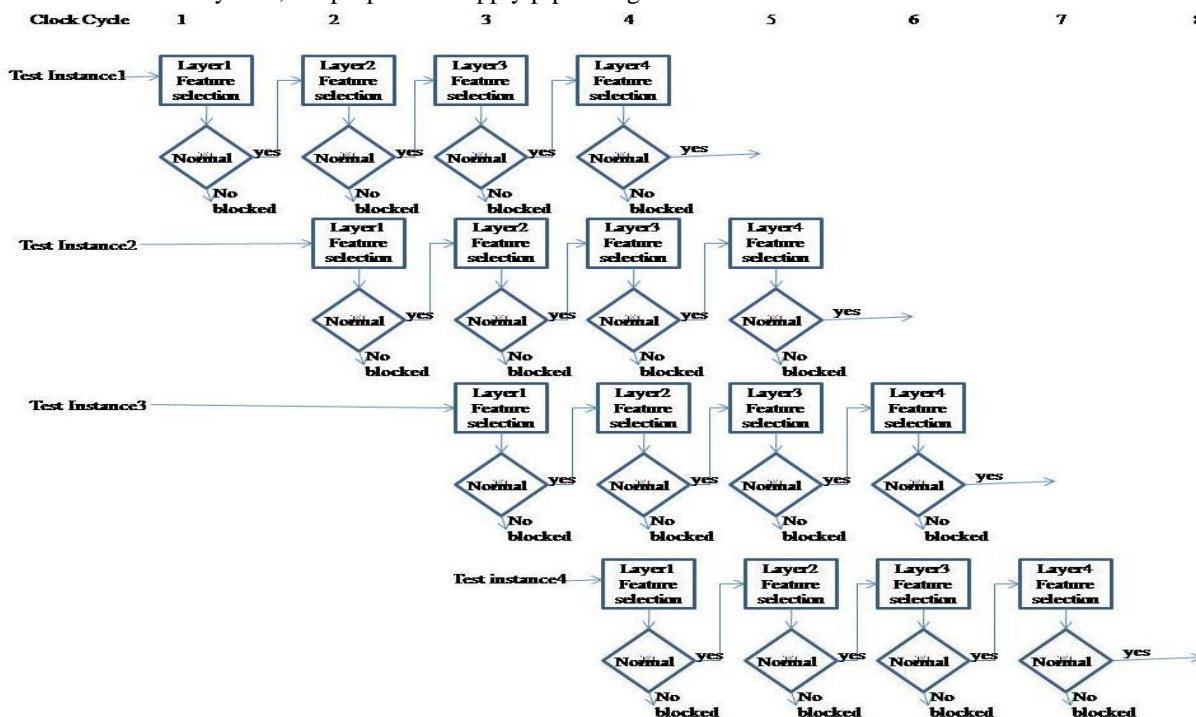 Clock Cycle 1 2 3 4 5 6 7 8
Test Instance1
Layer1 Feature selection
Layer2 Feature selection
Layer3 Feature selection
Layer4 Feature selection
Normal yes
Normal yes
Normal yes
Normal yes
No blocked
No blocked
No blocked
No blocked
Test Instance2
Layer1 Feature selection
Layer2 Feature selection
Layer3 Feature selection
Layer4 Feature selection
Normal yes
Normal yes
Normal yes
Normal yes
No blocked
No blocked
No blocked
No blocked
Test Instance3
Layer1 Feature selection
Layer2 Feature selection
Layer3 Feature selection
Layer4 Feature selection
Normal yes
Normal yes
Normal yes
Normal yes
No blocked
No blocked
No blocked
No blocked
Test instance4
Layer1 Feature selection
Layer2 Feature selection
Layer3 Feature selection
Layer4 Feature selection
Normal yes
Normal yes
Normal yes
Normal yes
No blocked
No blocked
No blocked
No blocked